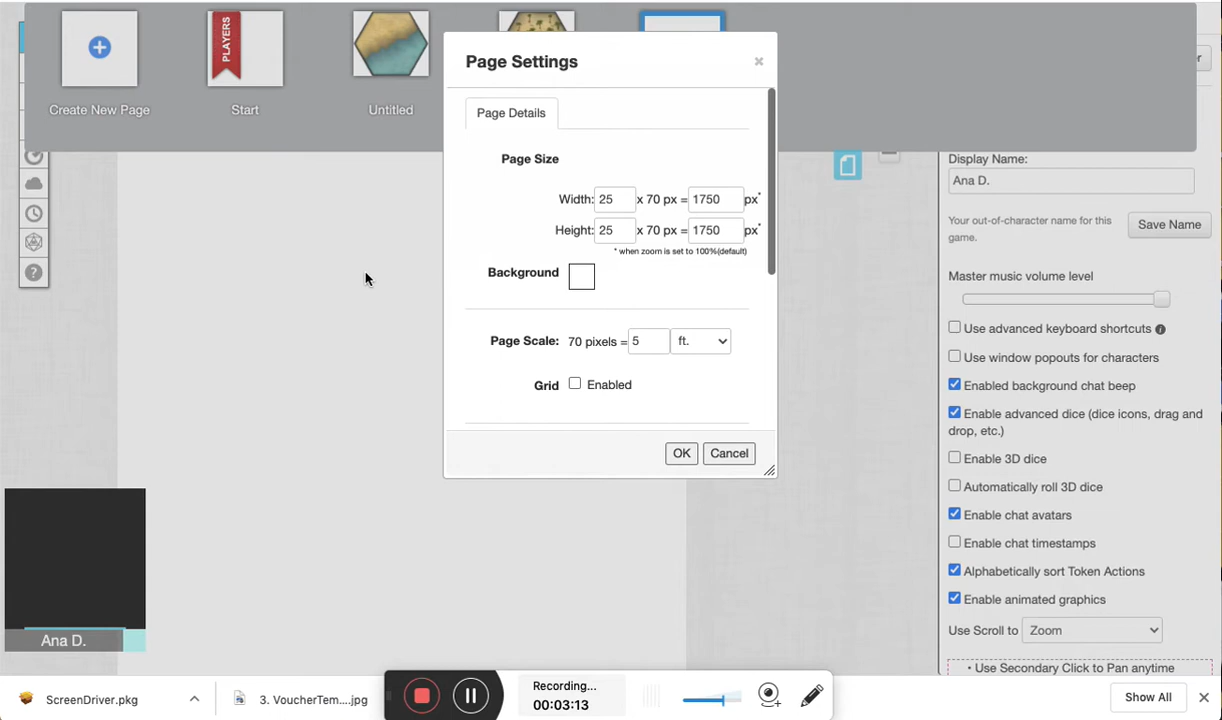 PLAYERS
Create New Page
Start
Untitled
Page Settings
×
Page Details
Page Size
Width: 25 x 70 px = 1750 px*
Height: 25 x 70 px = 1750 px*
* when zoom is set to 100%(default)
Background
Page Scale: 70 pixels = 5 ft.
Grid Enabled
OK Cancel
r
Display Name:
Ana D.
Your out-of-character name for this
game.
Save Name
Master music volume level
Use advanced keyboard shortcuts
Use window popouts for characters
Enabled background chat beep
Enable advanced dice (dice icons, drag and
drop, etc.)
Enable 3D dice
Automatically roll 3D dice
Enable chat avatars
Enable chat timestamps
Alphabetically sort Token Actions
Enable animated graphics
Use Scroll to Zoom
• Use Secondary Click to Pan anytime
Ana D.
ScreenDriver.pkg
3. VoucherTem....jpg
Recording...
00:03:13
Show All